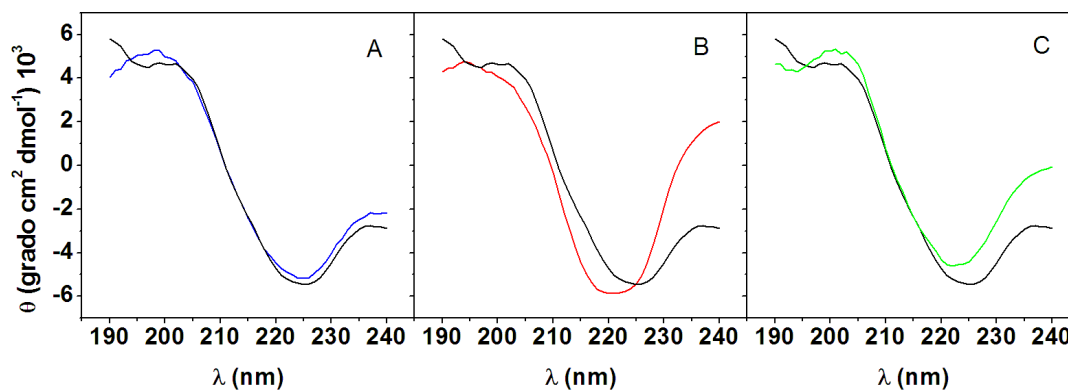 A
B
C
6
4
2
0
-2
-4
-6
θ (grado cm² dmol⁻¹) 10³
190 200 210 220 230 240
190 200 210 220 230 240
190 200 210 220 230 240
λ (nm)
λ (nm)
λ (nm)